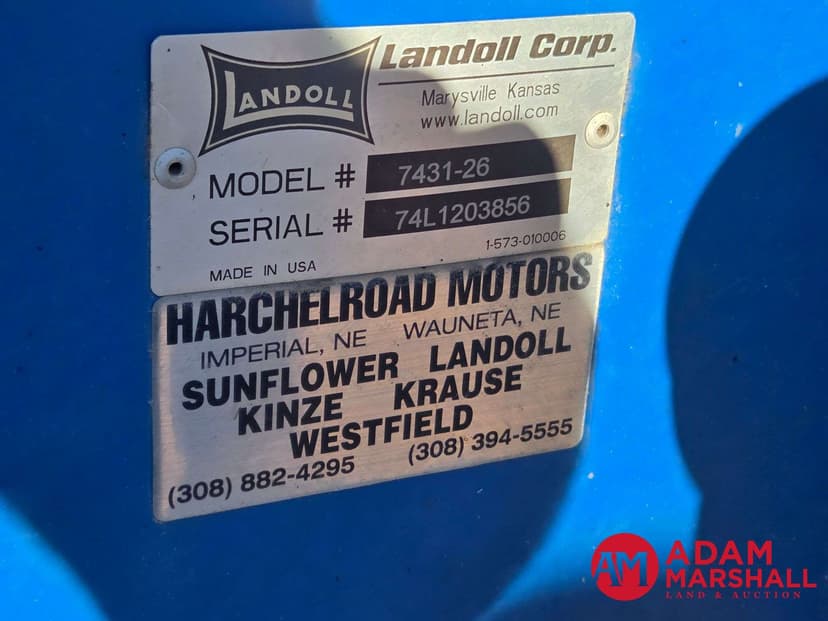 LANDOLL
Landoll Corp.
Marysville Kansas
www.landoll.com
MODEL # 7431-26
SERIAL # 74L1203856
1-573-010006
MADE IN USA
HARCHELROAD MOTORS
IMPERIAL, NE WAUNETA, NE
SUNFLOWER LANDOLL
KINZE KRAUSE
WESTFIELD
(308) 882-4295 (308) 394-5555
AM
ADAM
MARSHALL
LAND & AUCTION